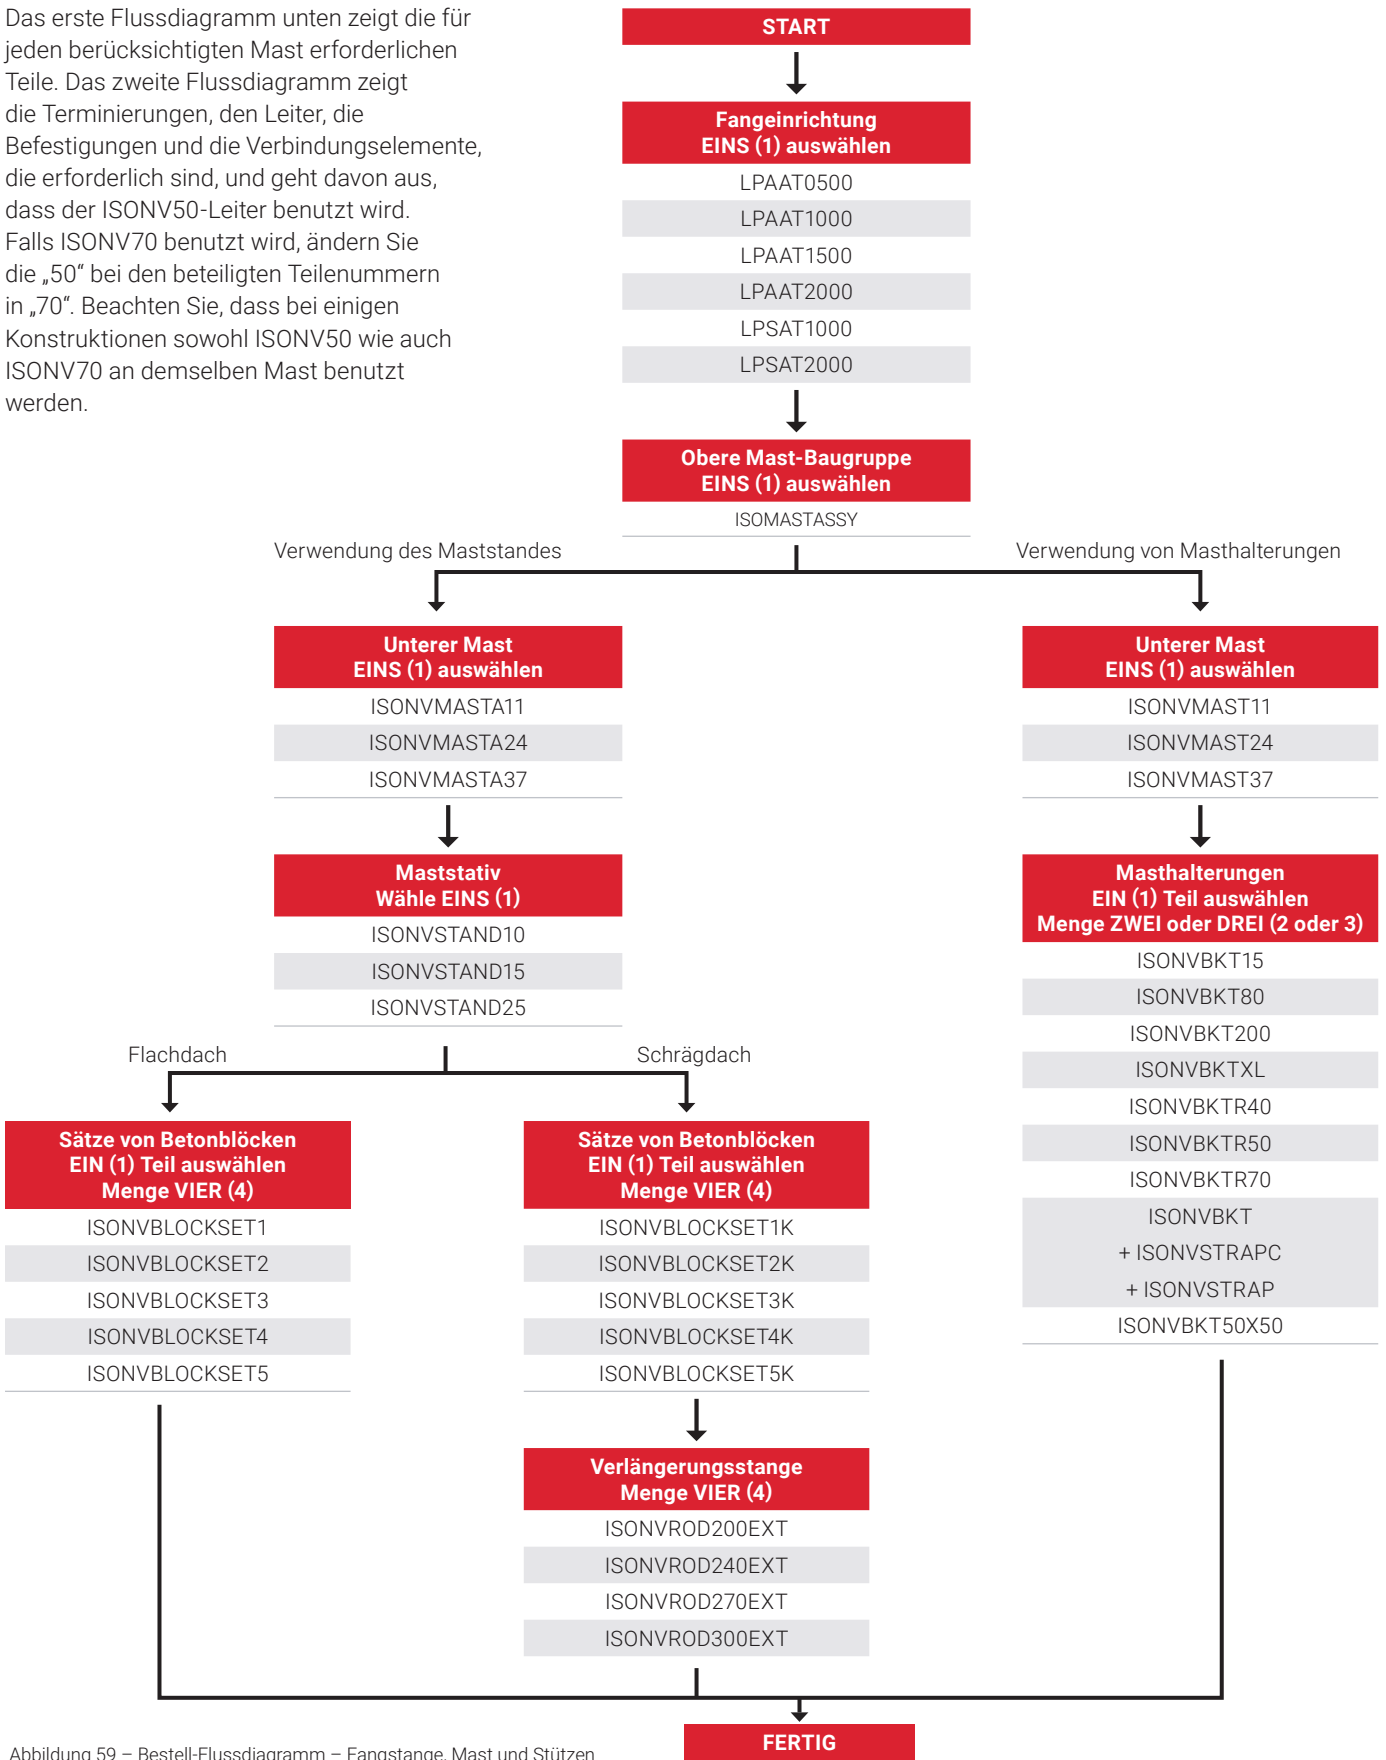 Das erste Flussdiagramm unten zeigt die für
jeden berücksichtigten Mast erforderlichen
Teile. Das zweite Flussdiagramm zeigt
die Terminierungen, den Leiter, die
Befestigungen und die Verbindungselemente,
die erforderlich sind, und geht davon aus,
dass der ISONV50-Leiter benutzt wird.
Falls ISONV70 benutzt wird, ändern Sie
die „50“ bei den beteiligten Teilenummern
in „70“. Beachten Sie, dass bei einigen
Konstruktionen sowohl ISONV50 wie auch
ISONV70 an demselben Mast benutzt
werden.
START
Fangeinrichtung
EINS (1) auswählen
LPAAT0500
LPAAT1000
LPAAT1500
LPAAT2000
LPSAT1000
LPSAT2000
Obere Mast-Baugruppe
EINS (1) auswählen
ISOMASTASSY
Verwendung des Maststandes
Verwendung von Masthalterungen
Unterer Mast
EINS (1) auswählen
ISONVMASTA11
ISONVMASTA24
ISONVMASTA37
Maststativ
Wähle EINS (1)
ISONVSTAND10
ISONVSTAND15
ISONVSTAND25
Unterer Mast
EINS (1) auswählen
ISONVMAST11
ISONVMAST24
ISONVMAST37
Masthalterungen
EIN (1) Teil auswählen
Menge ZWEI oder DREI (2 oder 3)
ISONVBKT15
ISONVBKT80
ISONVBKT200
ISONVBKTXL
ISONVBKTR40
ISONVBKTR50
ISONVBKTR70
ISONVBKT
+ ISONVSTRAPC
+ ISONVSTRAP
ISONVBKT50X50
Flachdach
Schrägdach
Sätze von Betonblöcken
EIN (1) Teil auswählen
Menge VIER (4)
ISONVBLOCKSET1
ISONVBLOCKSET2
ISONVBLOCKSET3
ISONVBLOCKSET4
ISONVBLOCKSET5
Sätze von Betonblöcken
EIN (1) Teil auswählen
Menge VIER (4)
ISONVBLOCKSET1K
ISONVBLOCKSET2K
ISONVBLOCKSET3K
ISONVBLOCKSET4K
ISONVBLOCKSET5K
Verlängerungsstange
Menge VIER (4)
ISONVROD200EXT
ISONVROD240EXT
ISONVROD270EXT
ISONVROD300EXT
FERTIG
Abbildung 59 – Bestell-Flussdiagramm – Fangstange, Mast und Stützen